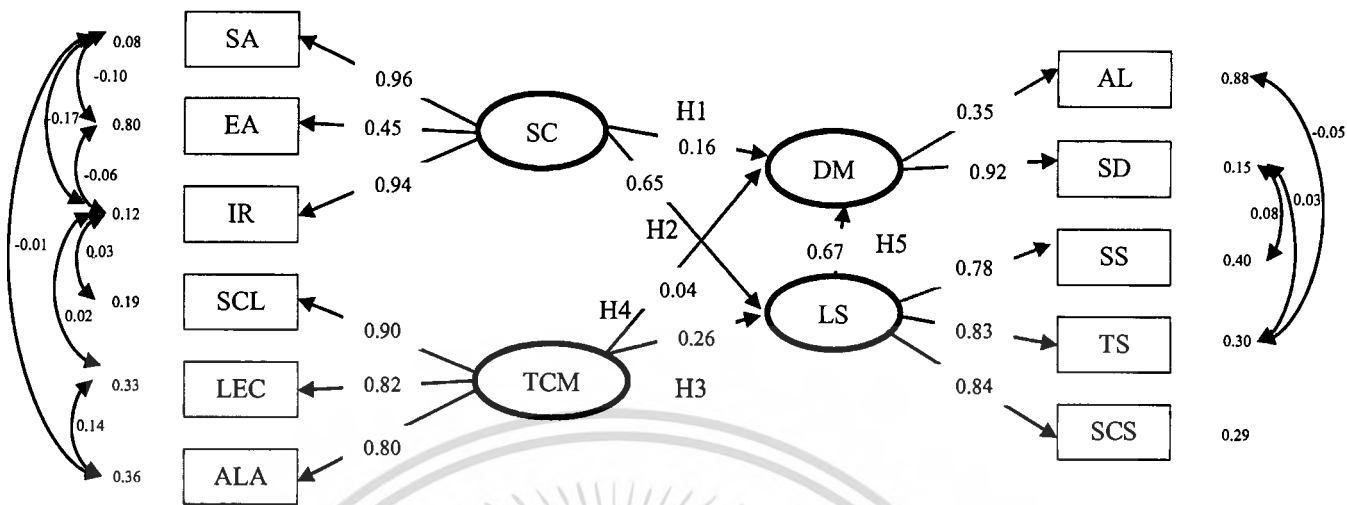 0.08
SA
-0.10
0.96
AL
0.88
-0.17
0.80
EA
0.45
SC
H1
0.16
0.35
-0.05
-0.06
0.94
0.65
DM
0.92
SD
0.15
0.12
IR
0.08
0.03
-0.01
0.03
H2
0.67
H5
0.78
SS
0.40
0.19
SCL
0.04
0.02
0.90
H4
0.26
LS
0.83
TS
0.30
0.33
LEC
0.82
TCM
H3
0.84
0.14
0.80
SCS
0.29
0.36
ALA